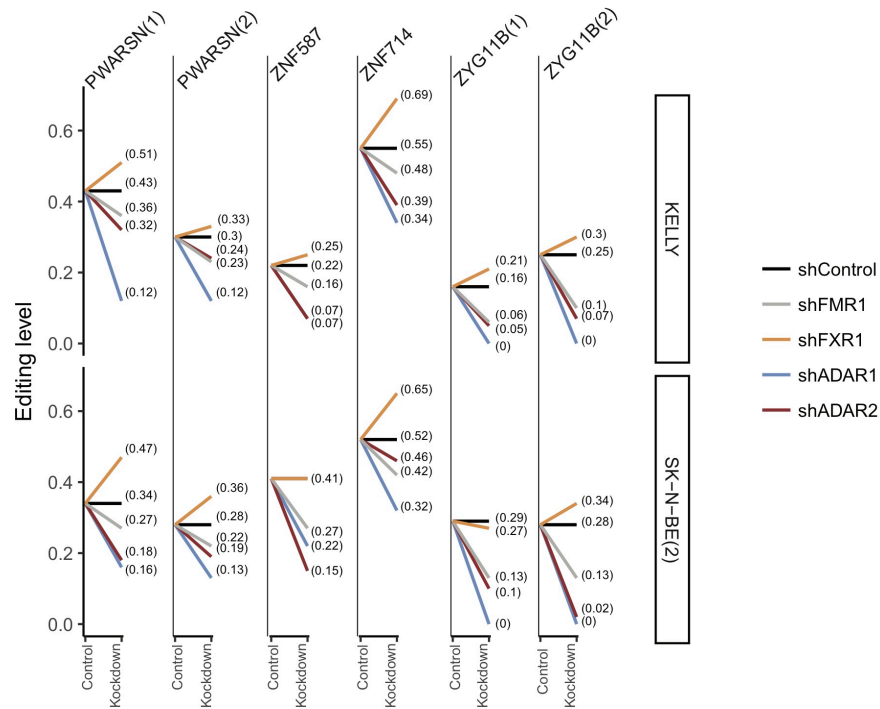 PWARSN(1)
PWARSN(2)
ZNF587
ZNF714
ZYG11B(1)
ZYG11B(2)
Editing level
0.6
0.4
0.2
0.0
(0.51)
(0.43)
(0.36)
(0.32)
(0.12)
(0.33)
(0.3)
(0.24)
(0.23)
(0.12)
(0.25)
(0.22)
(0.16)
(0.07)
(0.07)
(0.69)
(0.55)
(0.48)
(0.39)
(0.34)
(0.21)
(0.16)
(0.06)
(0.05)
(0)
(0.3)
(0.25)
(0.1)
(0.07)
(0)
KELLY
0.6
0.4
0.2
0.0
(0.47)
(0.34)
(0.27)
(0.18)
(0.16)
(0.36)
(0.28)
(0.22)
(0.19)
(0.13)
(0.41)
(0.27)
(0.22)
(0.15)
(0.65)
(0.52)
(0.46)
(0.42)
(0.32)
(0.29)
(0.27)
(0.13)
(0.1)
(0)
(0.34)
(0.28)
(0.13)
(0.02)
(0)
SK−N−BE(2)
Control
Kockdown
Control
Kockdown
Control
Kockdown
Control
Kockdown
Control
Kockdown
Control
Kockdown
shControl
shFMR1
shFXR1
shADAR1
shADAR2